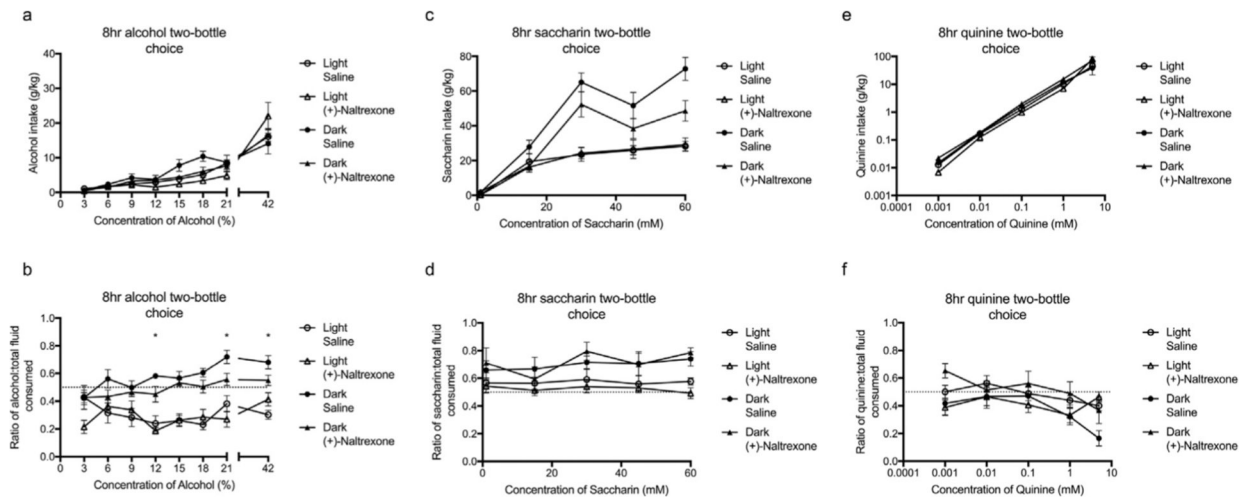 a
8hr alcohol two-bottle
choice
Alcohol intake (g/kg)
40
30
20
10
0
0 3 6 9 12 15 18 21 42
Concentration of Alcohol (%)
Light
Saline
Light
(+)-Naltrexone
Dark
Saline
Dark
(+)-Naltrexone
c
8hr saccharin two-bottle
choice
Saccharin intake (g/kg)
80
60
40
20
0
0 20 40 60
Concentration of Saccharin (mM)
Light
Saline
Light
(+)-Naltrexone
Dark
Saline
Dark
(+)-Naltrexone
e
8hr quinine two-bottle
choice
Quinine intake (g/kg)
100
10
1
0.1
0.01
0.001
0.0001 0.001 0.01 0.1 1 10
Concentration of Quinine (mM)
Light
Saline
Light
(+)-Naltrexone
Dark
Saline
Dark
(+)-Naltrexone
b
8hr alcohol two-bottle
choice
Ratio of alcohol:total fluid
consumed
1.0
0.8
0.6
0.4
0.2
0.0
* * *
0 3 6 9 12 15 18 21 42
Concentration of Alcohol (%)
Light
Saline
Light
(+)-Naltrexone
Dark
Saline
Dark
(+)-Naltrexone
d
8hr saccharin two-bottle
choice
Ratio of saccharin:total fluid
consumed
1.0
0.8
0.6
0.4
0.2
0.0
0 20 40 60
Concentration of Saccharin (mM)
Light
Saline
Light
(+)-Naltrexone
Dark
Saline
Dark
(+)-Naltrexone
f
8hr quinine two-bottle
choice
Ratio of quinine:total fluid
consumed
1.0
0.8
0.6
0.4
0.2
0.0
0.0001 0.001 0.01 0.1 1 10
Concentration of Quinine (mM)
Light
Saline
Light
(+)-Naltrexone
Dark
Saline
Dark
(+)-Naltrexone